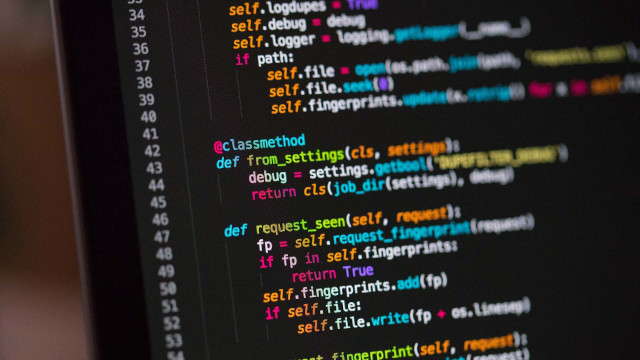 34 self.logdupes = True
35 self.debug = debug
36 self.logger = logging.getLogger(__name__)
37 if path:
38 self.file = open(os.path.join(path, 'requests.seen'),
39 self.file.seek(0)
40 self.fingerprints.update(x.rstrip() for x in self.
41
42 @classmethod
43 def from_settings(cls, settings):
44 debug = settings.getbool('DUPEFILTER_DEBUG')
45 return cls(job_dir(settings), debug)
46
47 def request_seen(self, request):
48 fp = self.request_fingerprint(request)
49 if fp in self.fingerprints:
50 return True
51 self.fingerprints.add(fp)
52 if self.file:
53 self.file.write(fp + os.linesep)
54
(self, request):